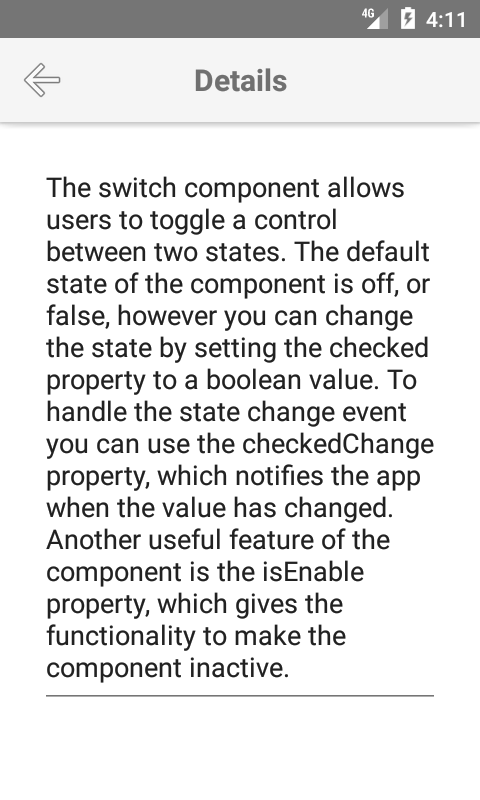 4G 4:11
Details
The switch component allows
users to toggle a control
between two states. The default
state of the component is off, or
false, however you can change
the state by setting the checked
property to a boolean value. To
handle the state change event
you can use the checkedChange
property, which notifies the app
when the value has changed.
Another useful feature of the
component is the isEnable
property, which gives the
functionality to make the
component inactive.